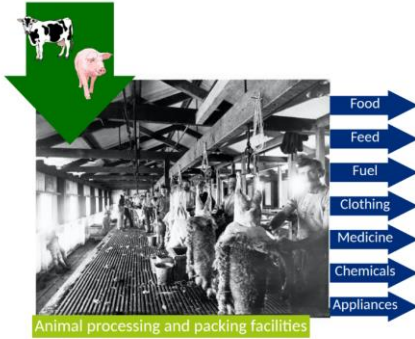 Food
Feed
Fuel
Clothing
Medicine
Chemicals
Appliances
Animal processing and packing facilities